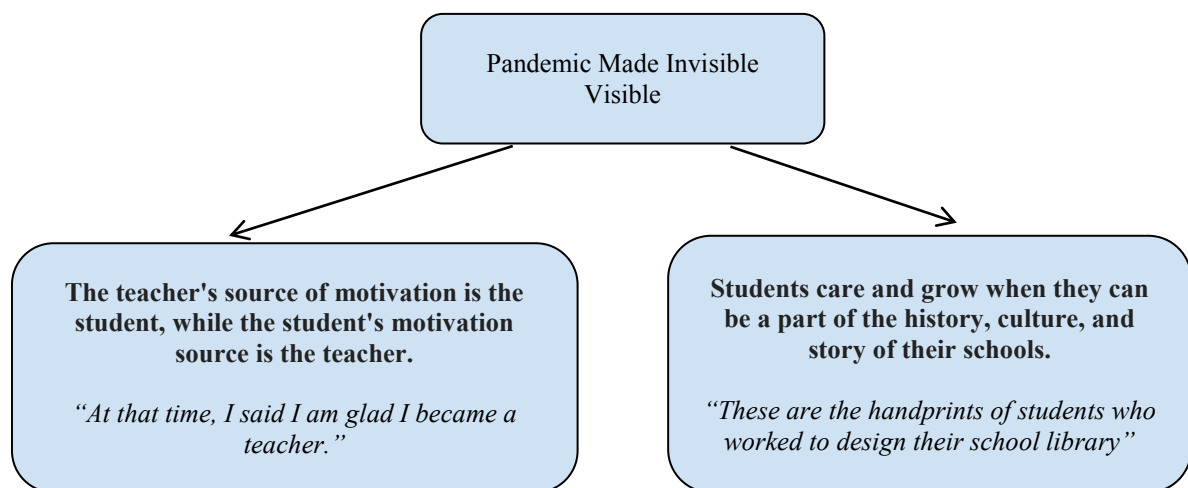 Pandemic Made Invisible
Visible
The teacher's source of motivation is the
student, while the student's motivation
source is the teacher.
“At that time, I said I am glad I became a
teacher.”
Students care and grow when they can
be a part of the history, culture, and
story of their schools.
“These are the handprints of students who
worked to design their school library”